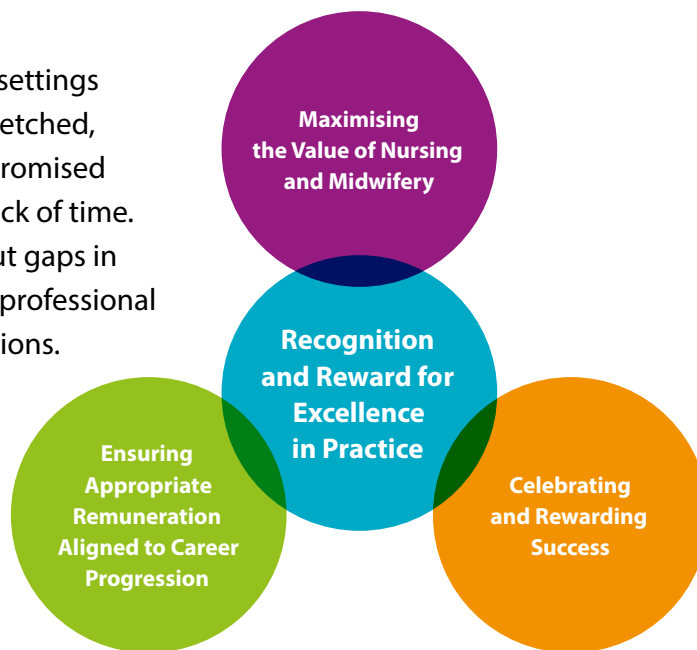 settings
etched,
romised
ck of time.
ut gaps in
professional
ions.
Maximising
the Value of Nursing
and Midwifery
Recognition
and Reward for
Excellence
in Practice
Ensuring
Appropriate
Remuneration
Aligned to Career
Progression
Celebrating
and Rewarding
Success